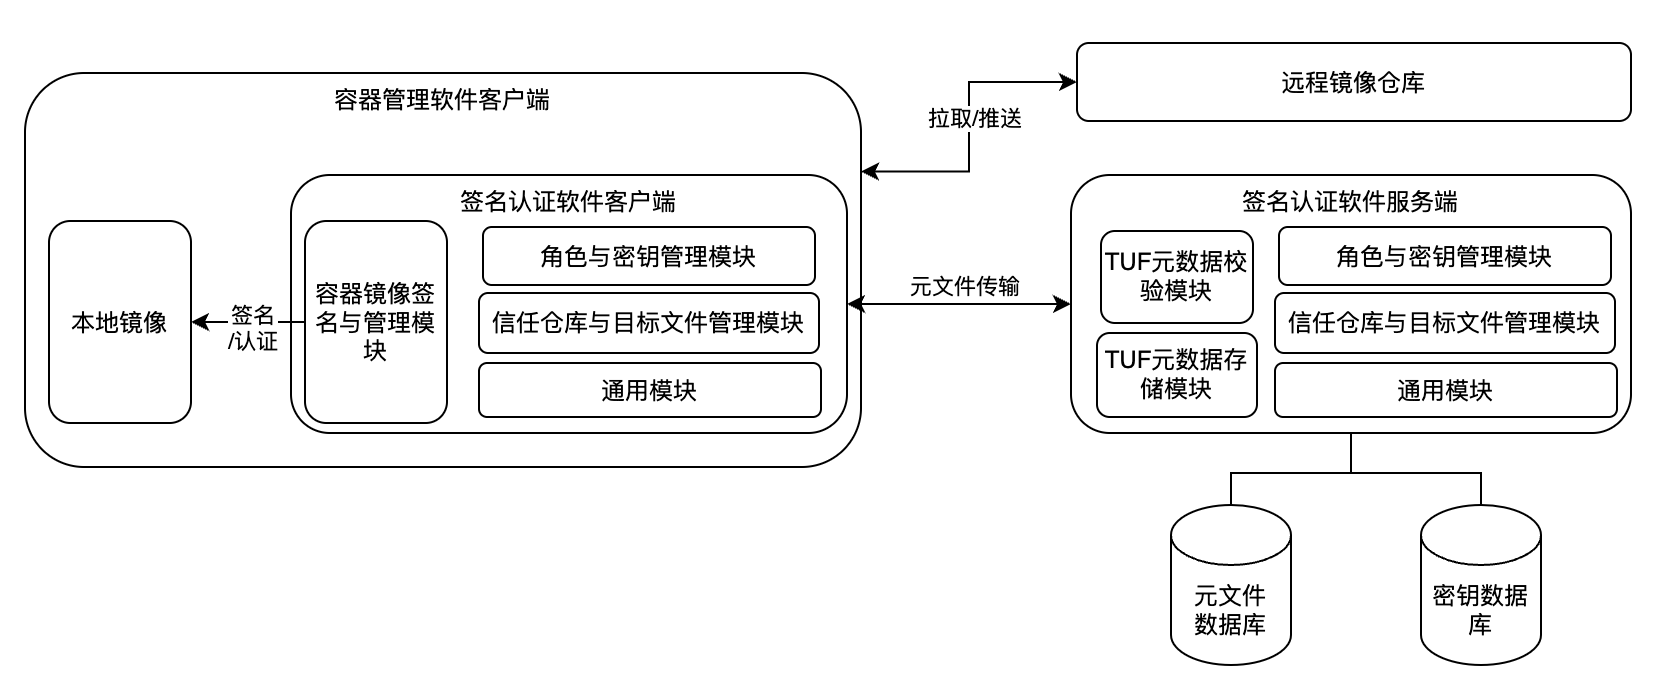 容器管理软件客户端
远程镜像仓库
拉取/推送
签名认证软件客户端
本地镜像
签名
/认证
容器镜像签
名与管理模
块
角色与密钥管理模块
信任仓库与目标文件管理模块
通用模块
元文件传输
签名认证软件服务端
TUF元数据校
验模块
TUF元数据存
储模块
角色与密钥管理模块
信任仓库与目标文件管理模块
通用模块
元文件
数据库
密钥数据
库